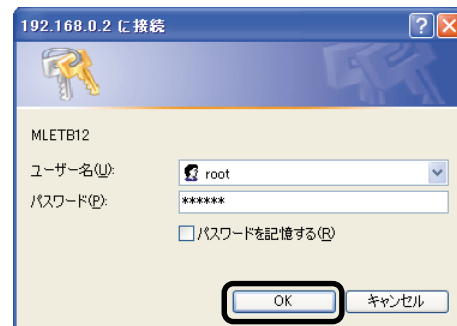 192.168.0.2 に接続
MLETB12
ユーザー名(U):
root
パスワード(P):
******
パスワードを記憶する(R)
OK
キャンセル